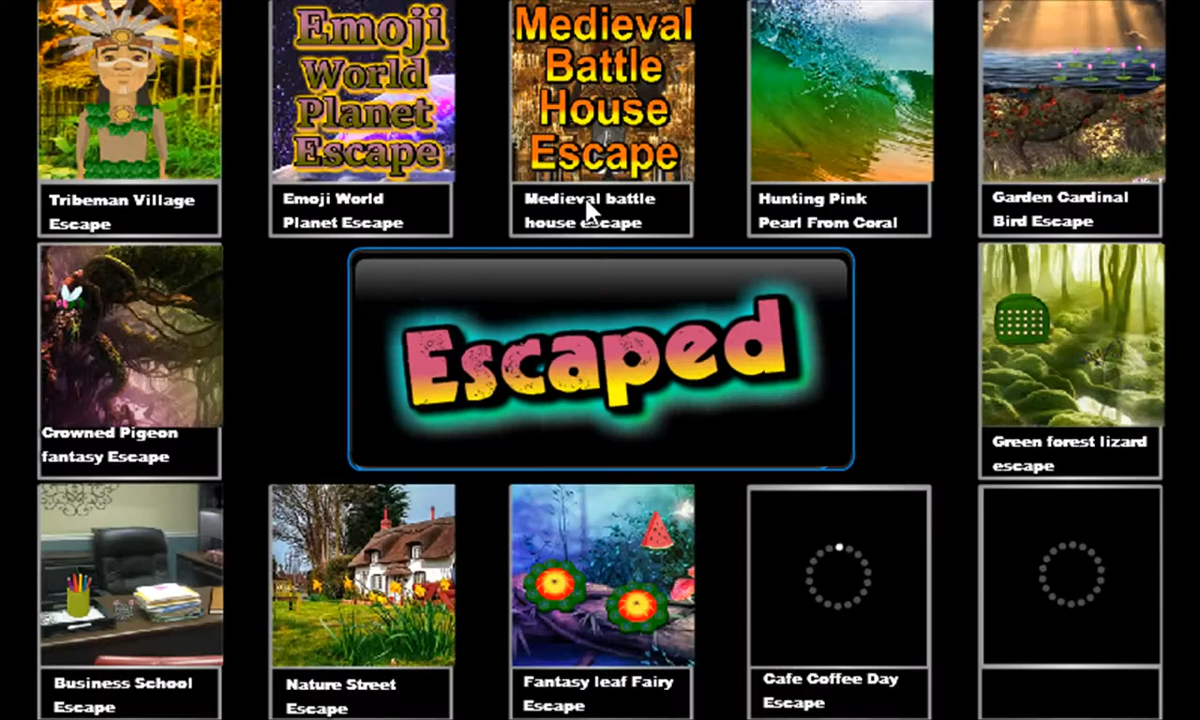 Emoji
World
Planet
Escape
Medieval
Battle
House
Escape
Tribeman Village
Escape
Emoji World
Planet Escape
Medieval battle
house escape
Hunting Pink
Pearl From Coral
Garden Cardinal
Bird Escape
Crowned Pigeon
fantasy Escape
Escaped
Green forest lizard
escape
Business School
Escape
Nature Street
Escape
Fantasy leaf Fairy
Escape
Cafe Coffee Day
Escape